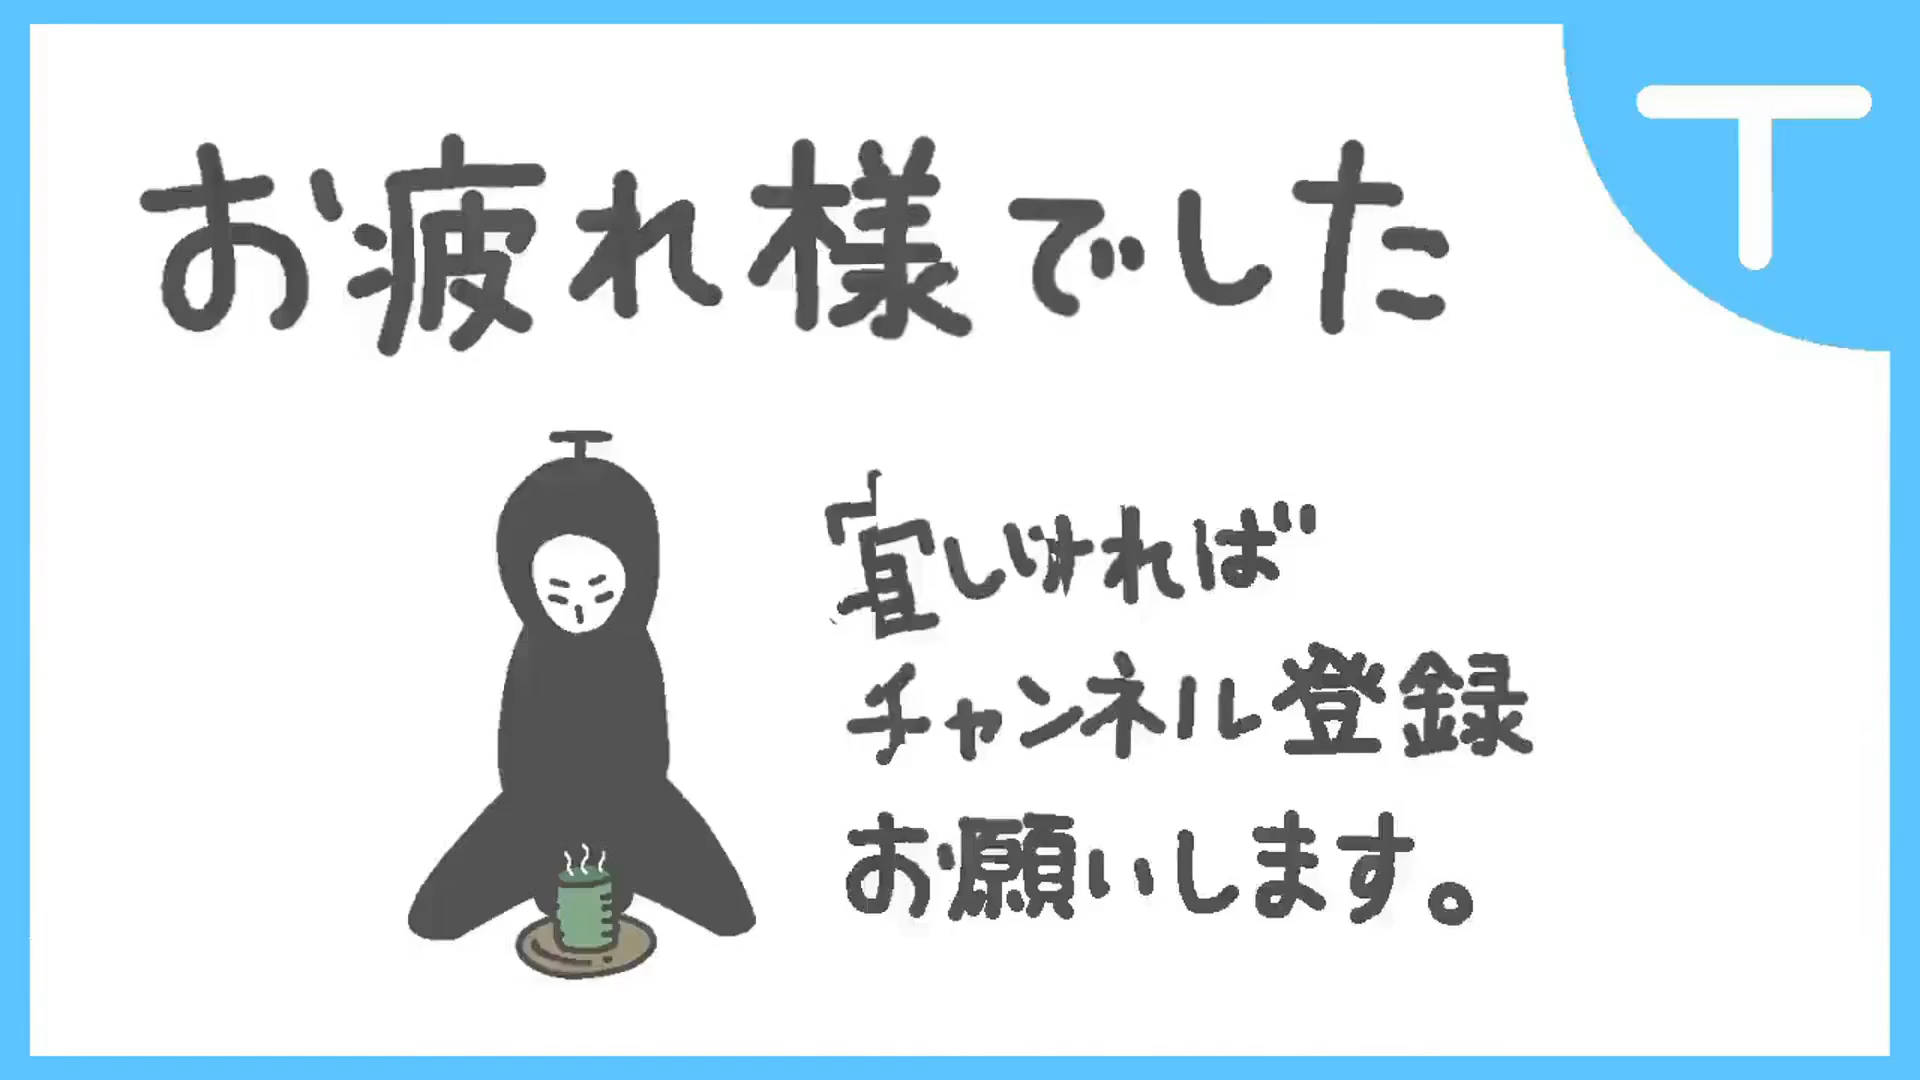 T
お疲れ様でした
宜しければ
チャンネル登録
お願いします。